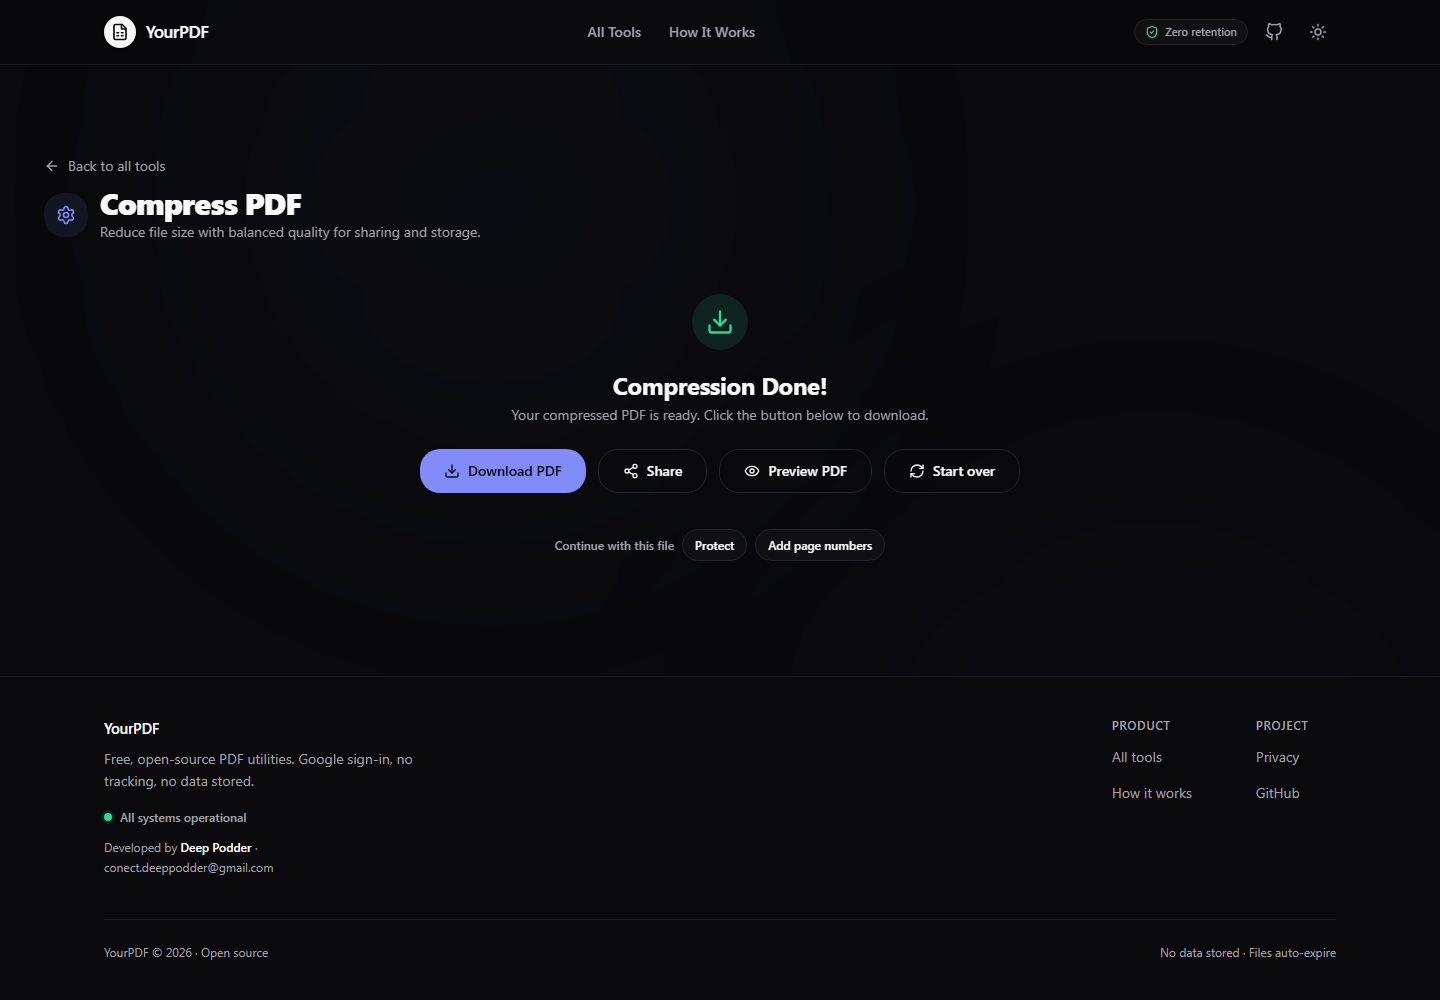 YourPDF
All Tools
How It Works
Zero retention
Back to all tools
Compress PDF
Reduce file size with balanced quality for sharing and storage.
Compression Done!
Your compressed PDF is ready. Click the button below to download.
Download PDF
Share
Preview PDF
Start over
Continue with this file
Protect
Add page numbers
YourPDF
Free, open-source PDF utilities. Google sign-in, no
tracking, no data stored.
All systems operational
Developed by Deep Podder ·
conect.deeppodder@gmail.com
PRODUCT
All tools
How it works
PROJECT
Privacy
GitHub
YourPDF © 2026 · Open source
No data stored · Files auto-expire